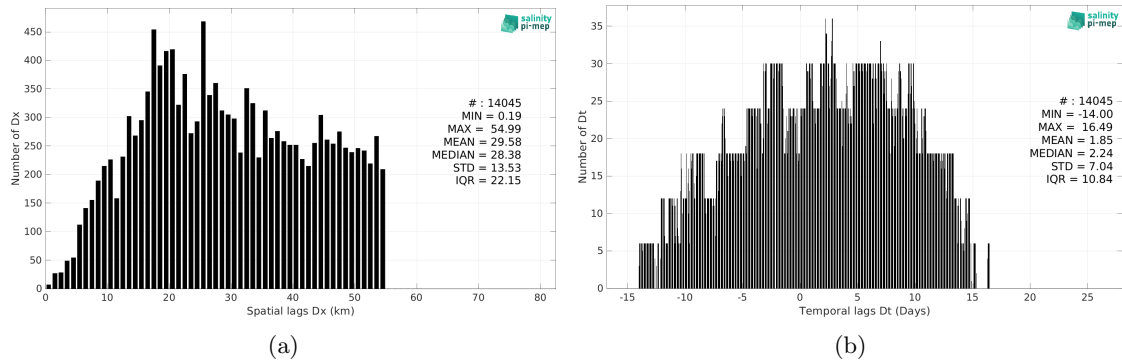 450
400
350
300
250
200
150
100
50
0
Number of Dx
salinity
pi-mep
# : 14045
MIN = 0.19
MAX = 54.99
MEAN = 29.58
MEDIAN = 28.38
STD = 13.53
IQR = 22.15
0 10 20 30 40 50 60 70 80
Spatial lags Dx (km)
(a)
35
30
25
20
15
10
5
0
Number of Dt
salinity
pi-mep
# : 14045
MIN = -14.00
MAX = 16.49
MEAN = 1.85
MEDIAN = 2.24
STD = 7.04
IQR = 10.84
-15 -10 -5 0 5 10 15 20 25
Temporal lags Dt (Days)
(b)